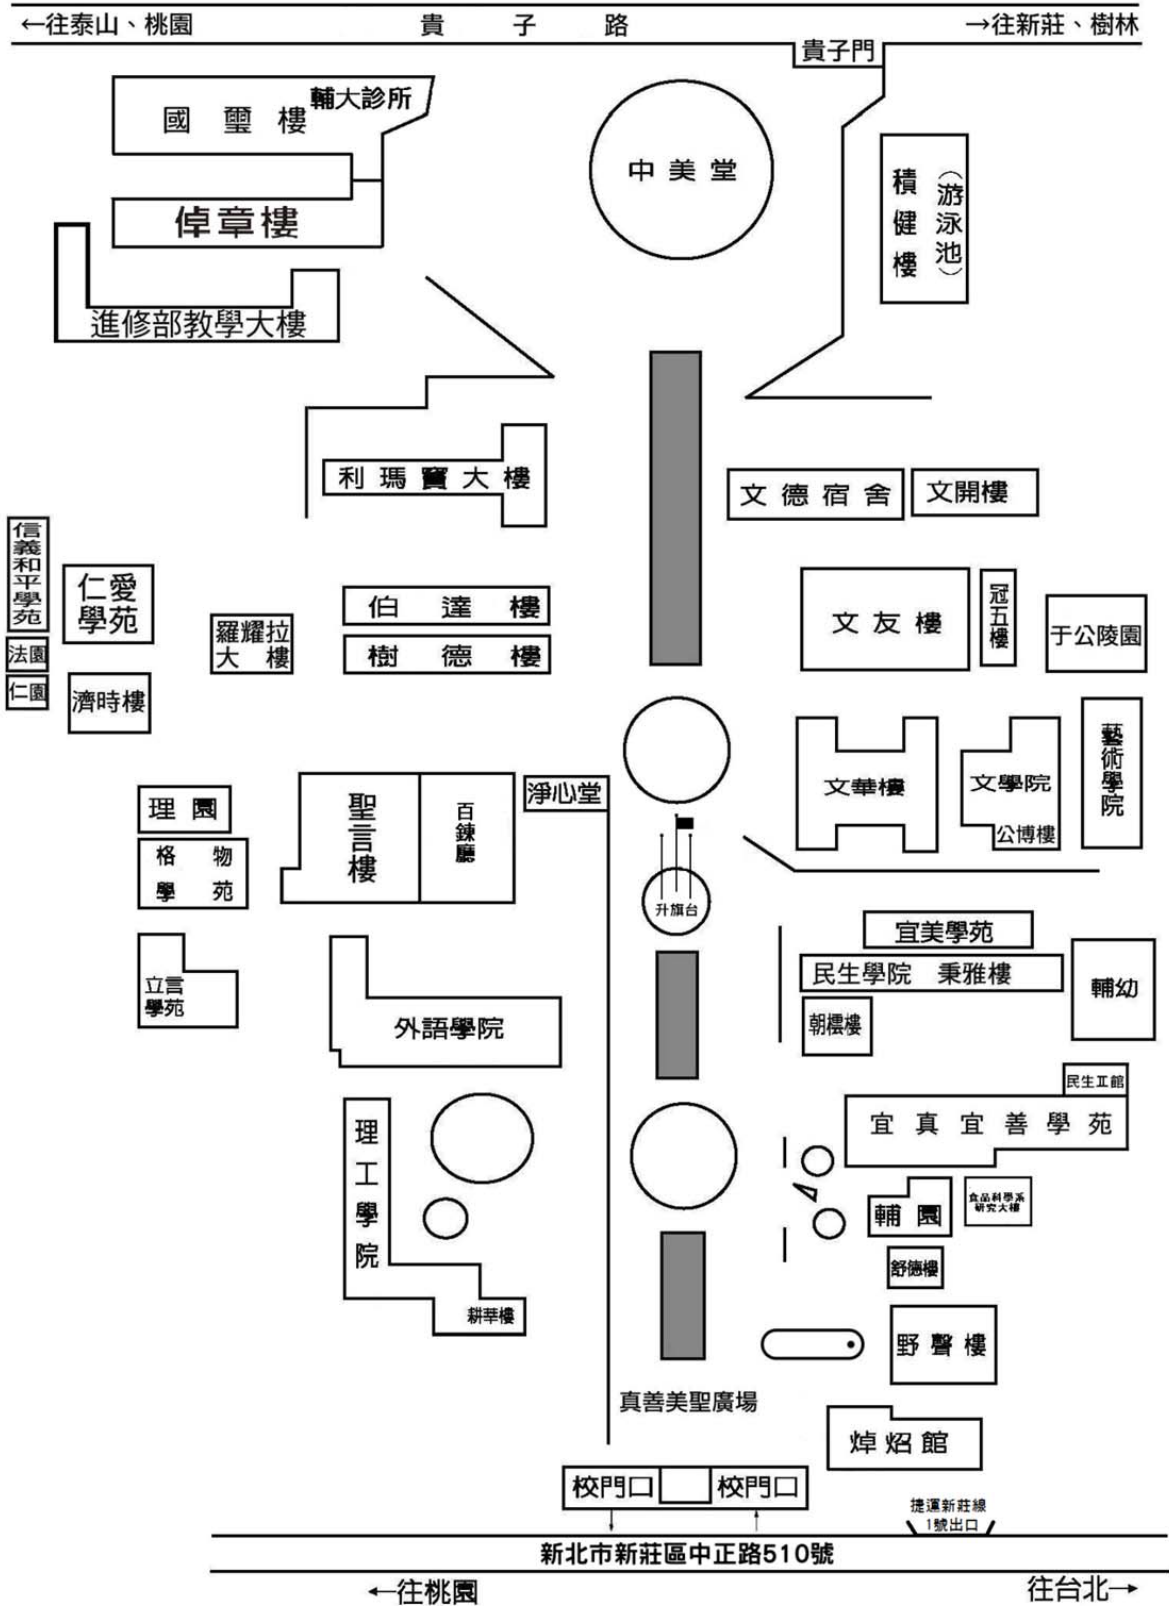 ←往泰山、桃園
貴子路
→往新莊、樹林
貴子門
國璽樓
輔大診所
中美堂
積健樓
（游泳池）
倬章樓
進修部教學大樓
利瑪竇大樓
文德宿舍
文開樓
信義和平學苑
仁愛
學苑
羅耀拉
大樓
伯達樓
樹德樓
文友樓
冠五樓
于公陵園
法園
仁園
濟時樓
理園
格物
學苑
聖言樓
百鍊廳
淨心堂
文華樓
文學院
公博樓
藝術學院
升旗台
立言
學苑
外語學院
宜美學苑
民生學院 秉雅樓
朝橒樓
輔幼
民生工館
宜真宜善學苑
理工學院
輔園
食品科學系
研究大樓
舒德樓
耕莘樓
野聲樓
真善美聖廣場
焯炤館
校門口
校門口
捷運新莊線
1號出口
新北市新莊區中正路510號
←往桃園
往台北→